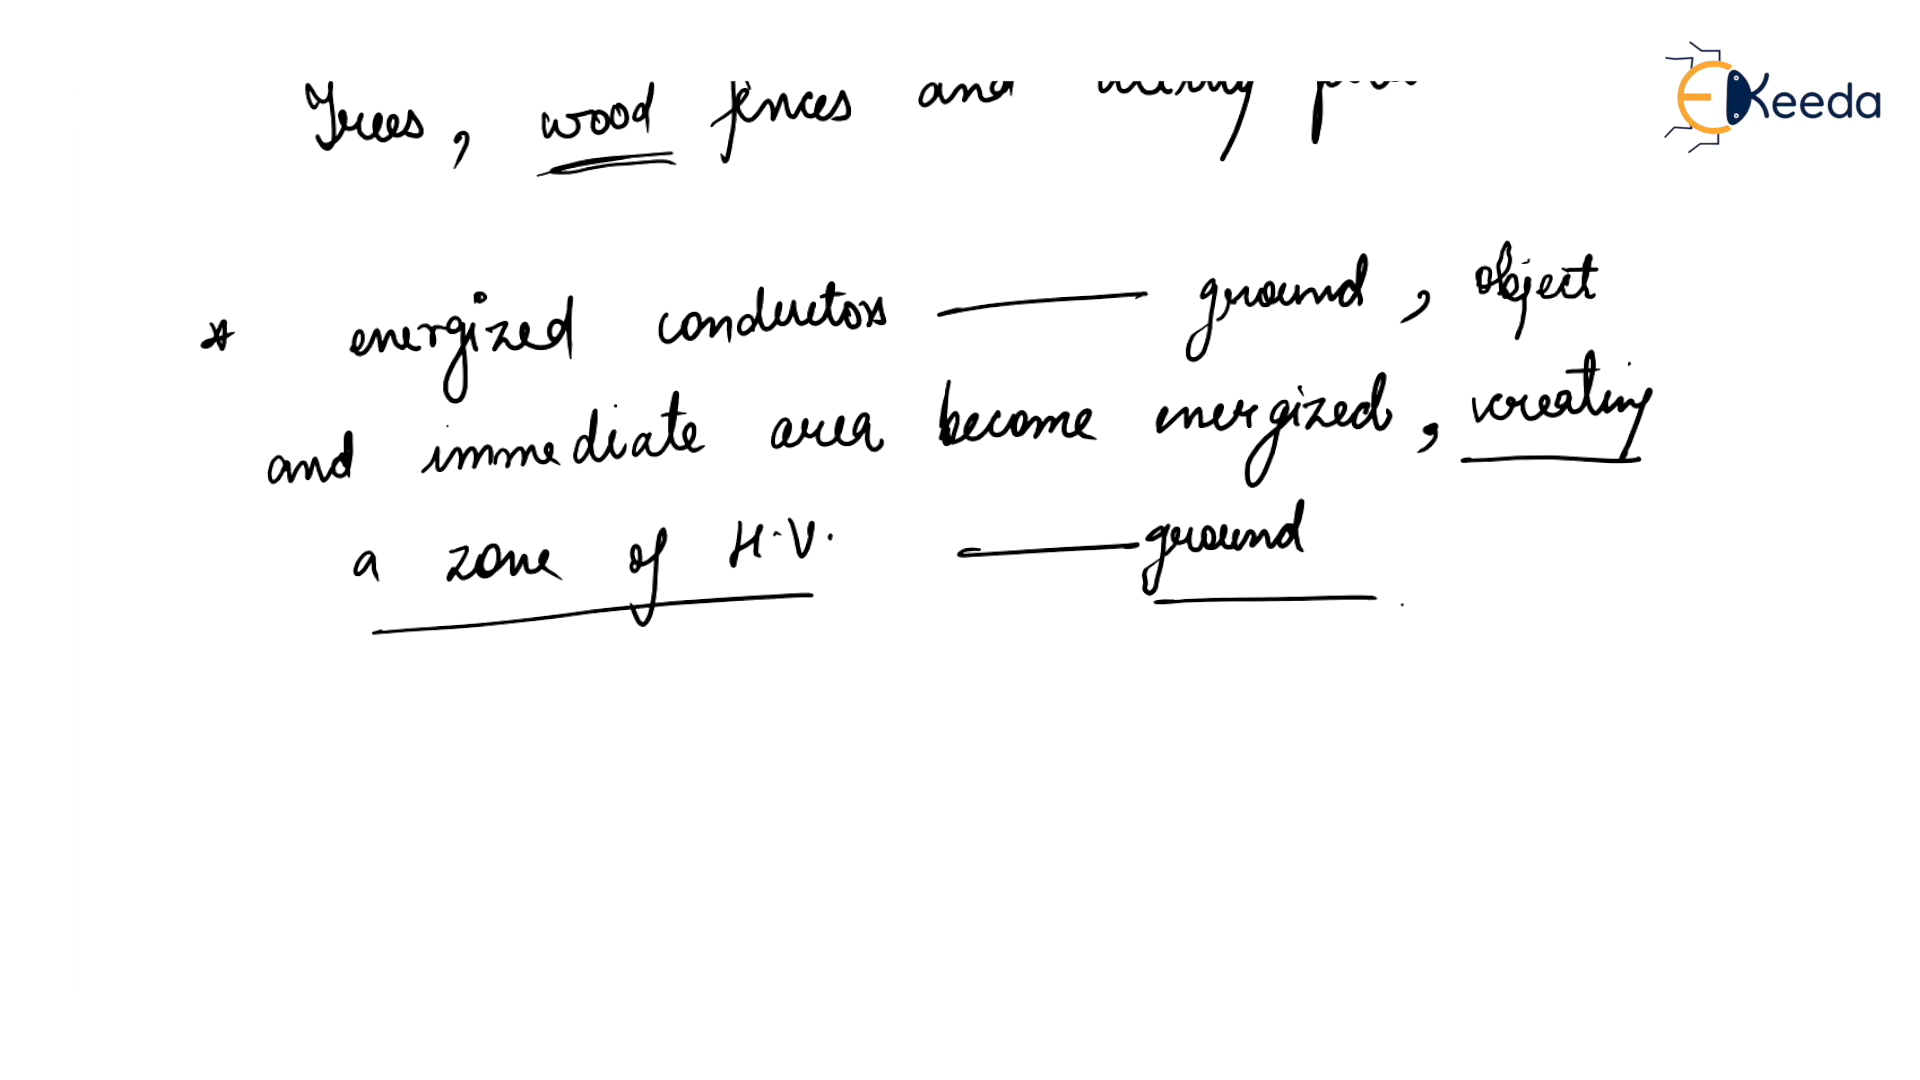 EKeeda
Trees, wood fences and
* energized conductors — ground, object
and immediate area become energized, creating
a zone of H.V. — ground